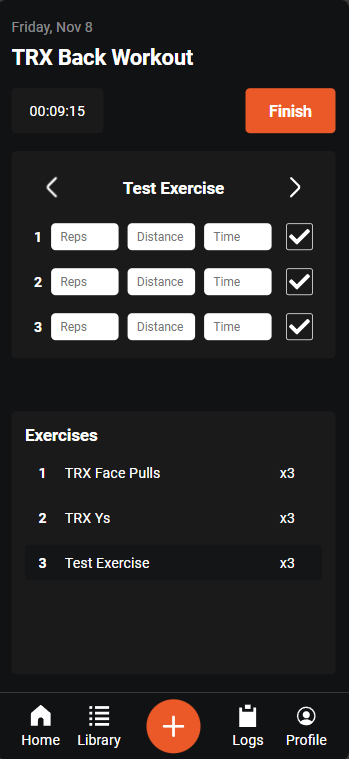 Friday, Nov 8
TRX Back Workout
00:09:15 Finish
Test Exercise
1 Reps Distance Time
2 Reps Distance Time
3 Reps Distance Time
Exercises
1 TRX Face Pulls x3
2 TRX Ys x3
3 Test Exercise x3
Home Library Logs Profile